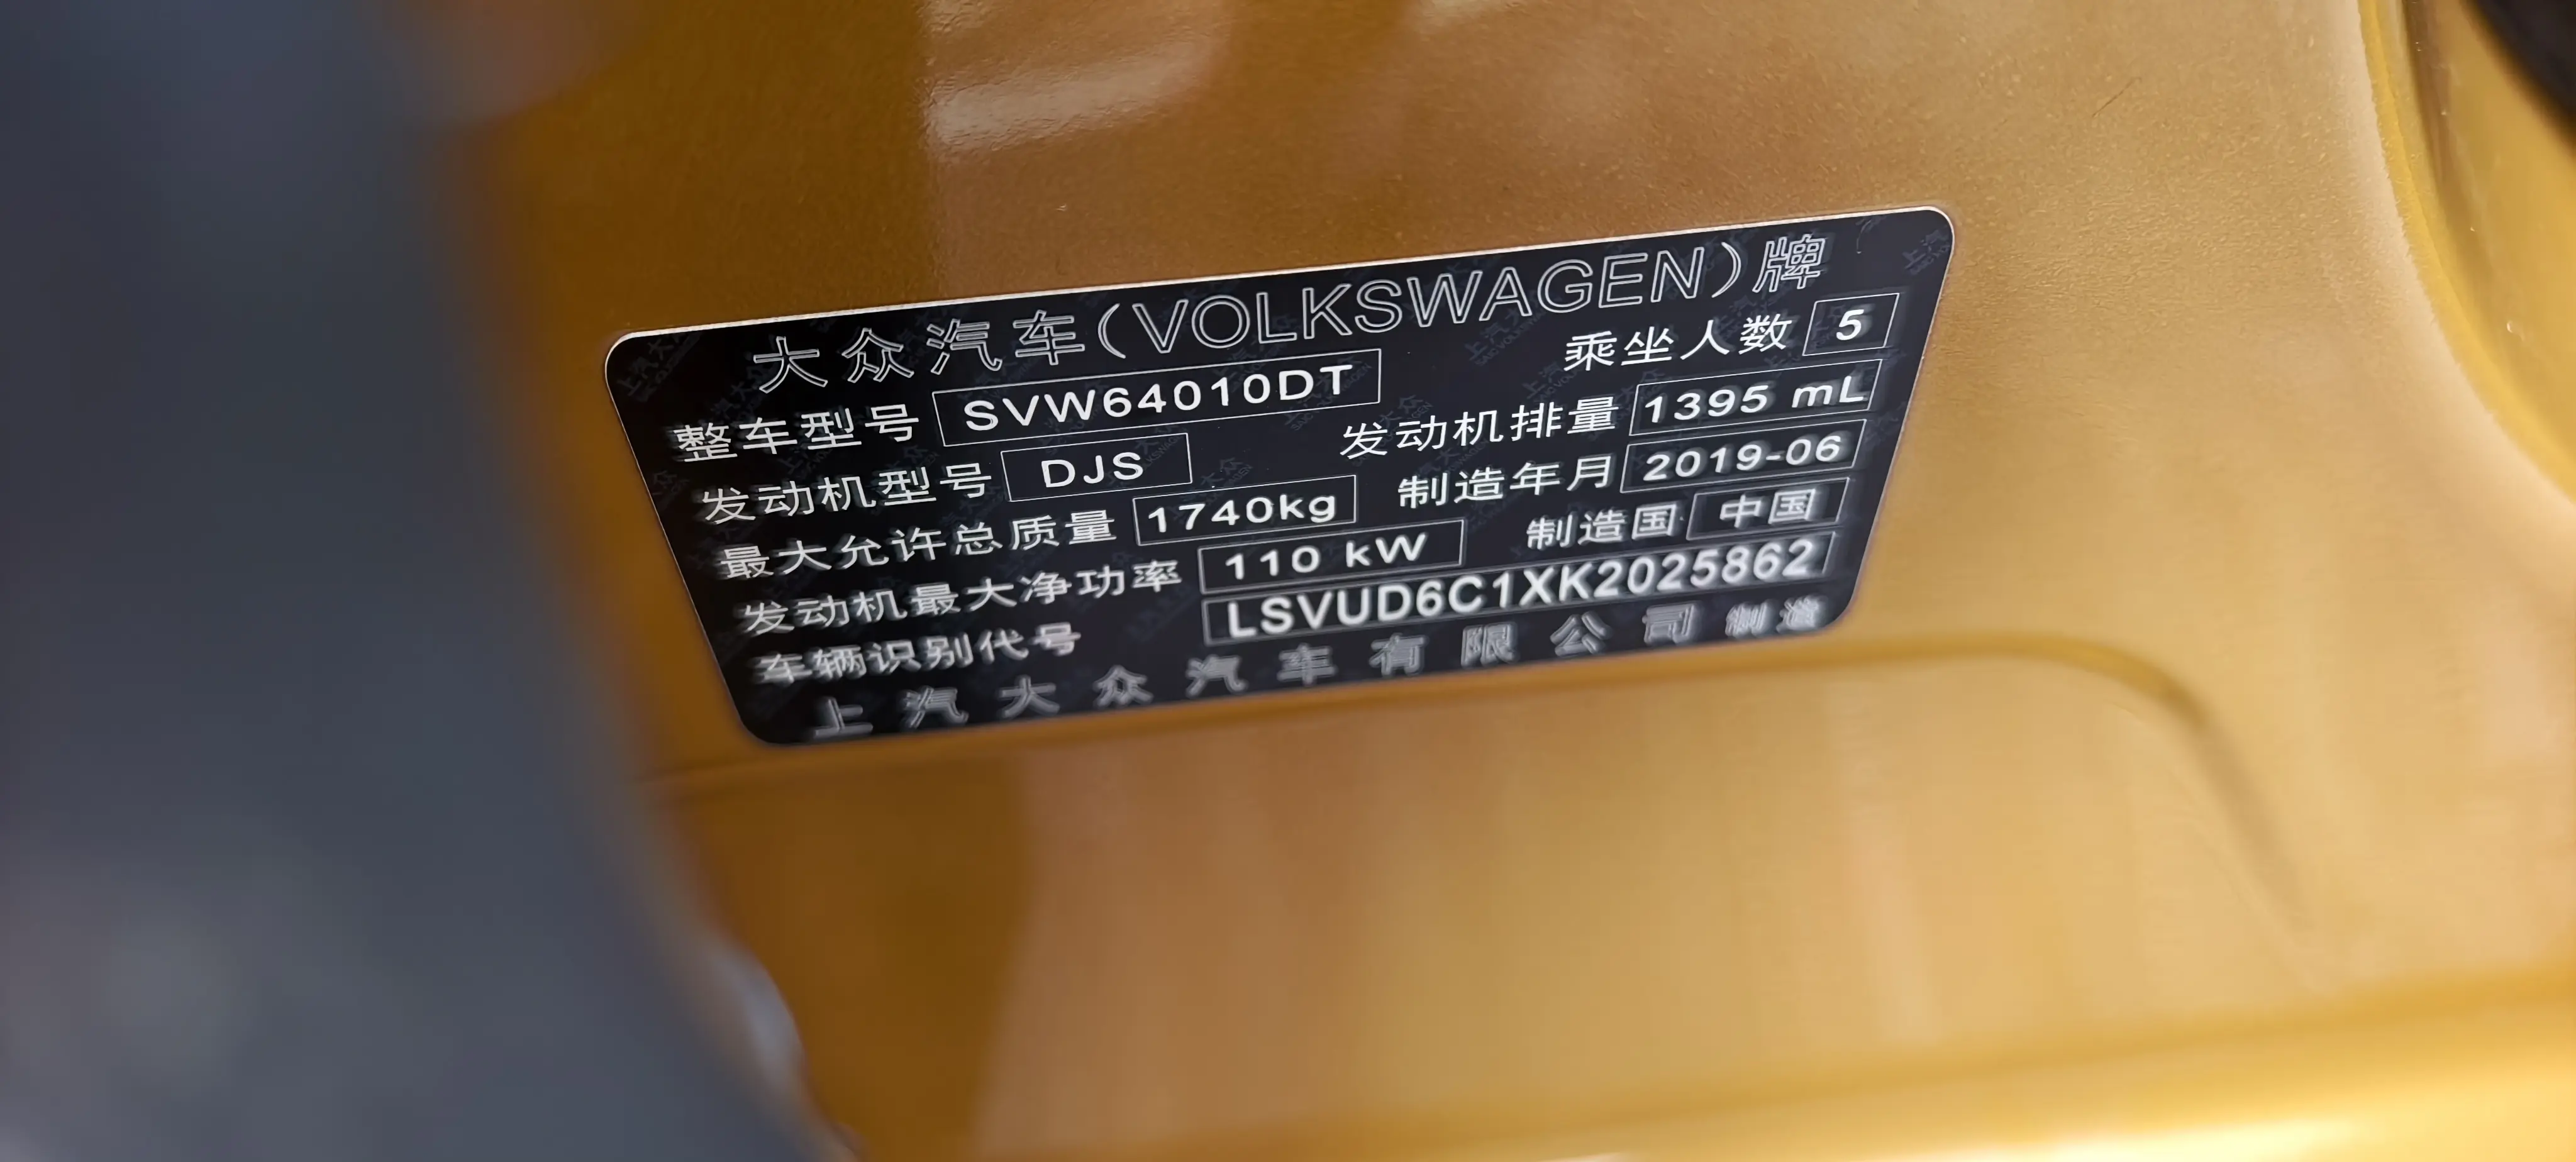 大众汽车(VOLKSWAGEN)牌
整车型号 SVW64010DT 乘坐人数 5
发动机型号 DJS 发动机排量 1395 mL
最大允许总质量 1740kg 制造年月 2019-06
发动机最大净功率 110 kW 制造国 中国
车辆识别代号 LSVUD6C1XK2025862
上汽大众汽车有限公司 制造